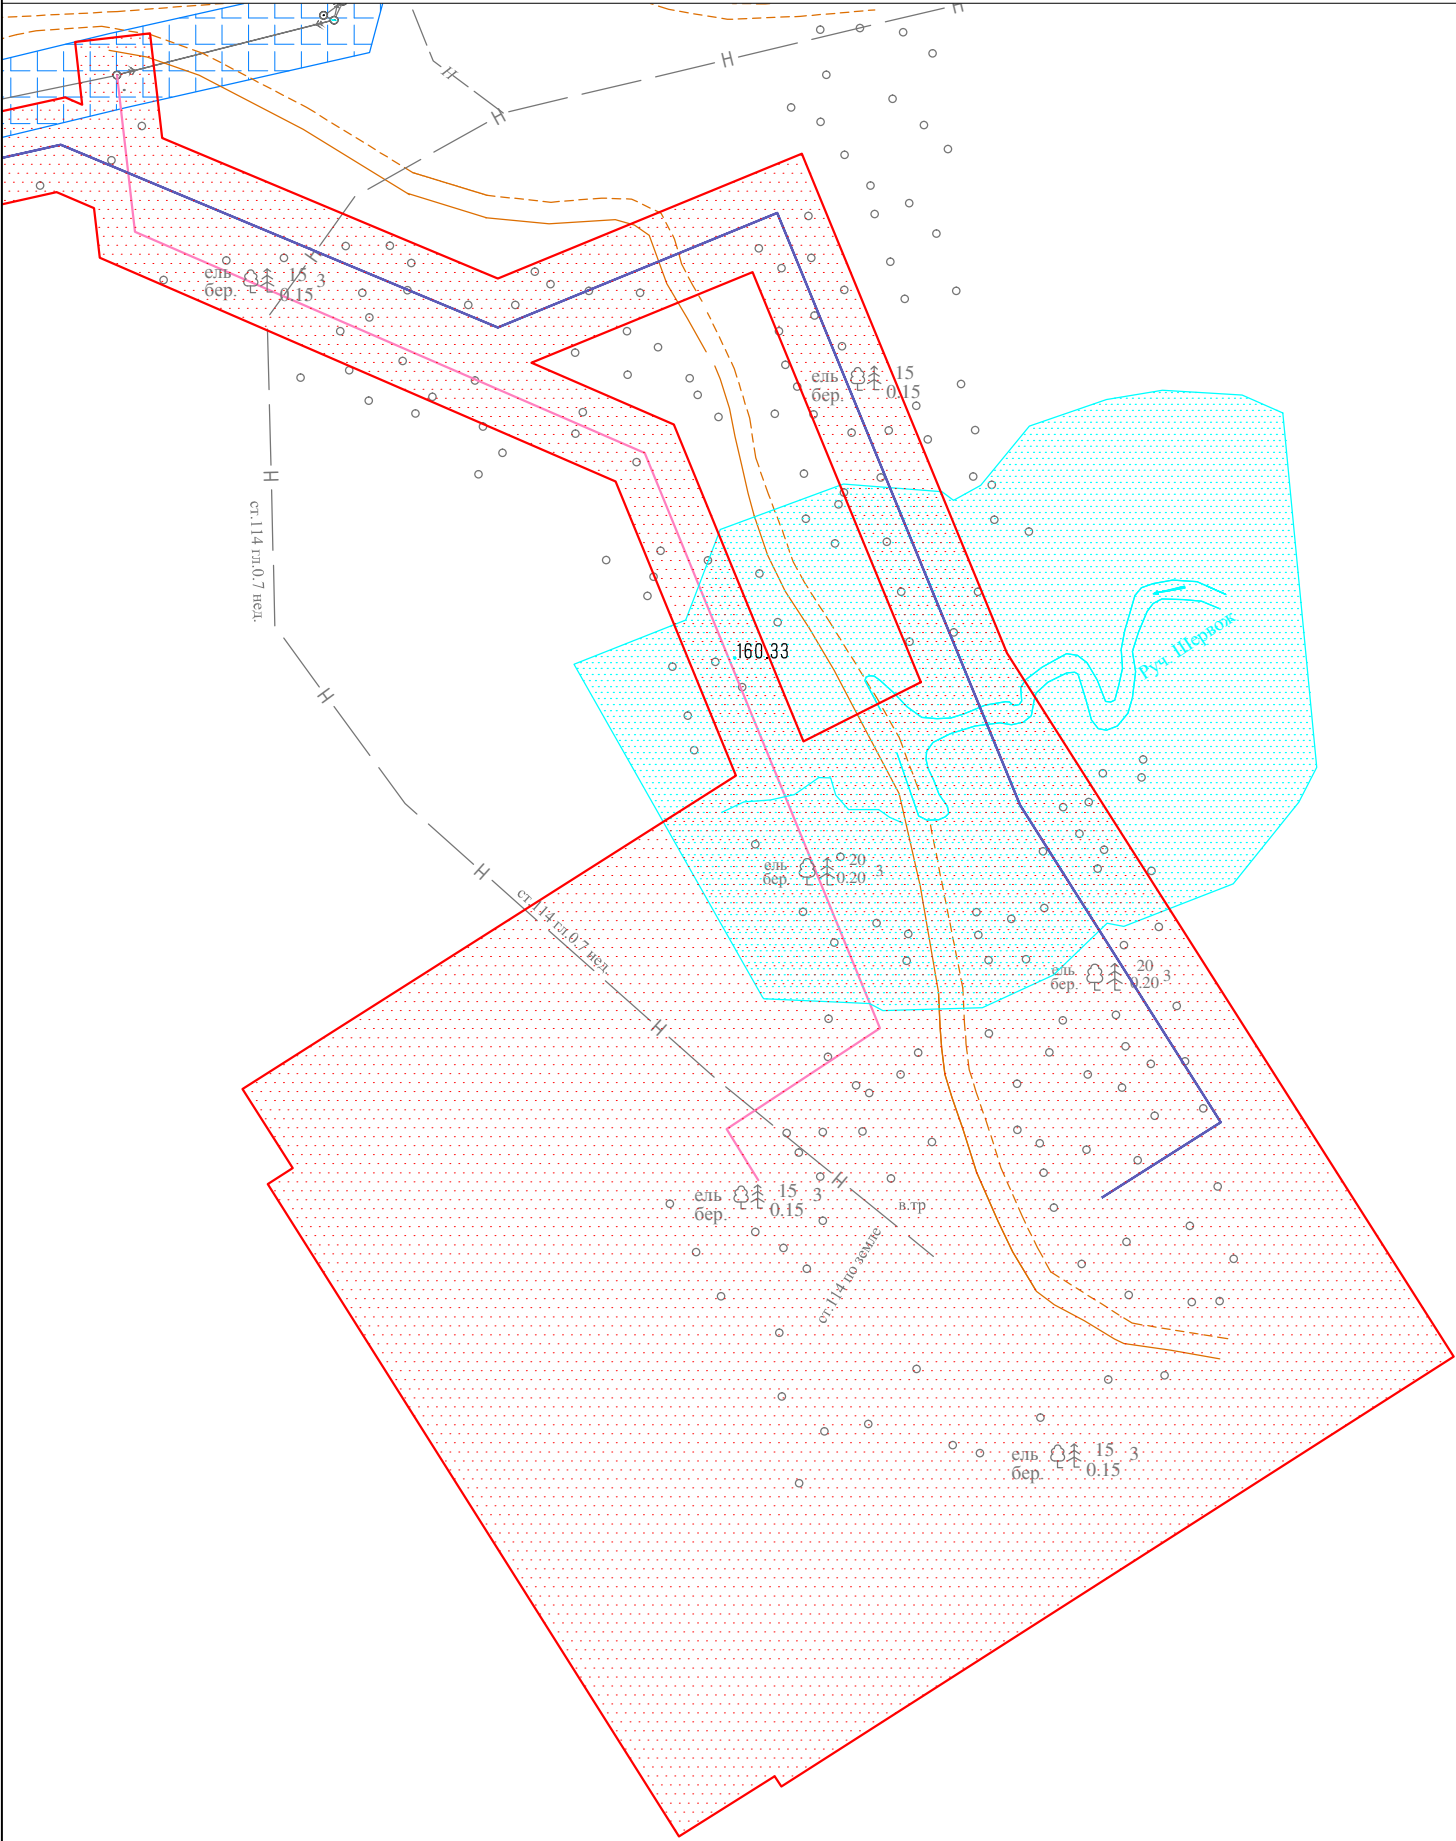 Н
Н
Н
Н
Н
ель 15 3
бер. 0.15
ель 15
бер. 0.15
Н
ст.114 гл.0.7 нед.
Руч. Шервож
160.33
Н
ель 20 3
бер. 0.20
Н
ст.114 гл.0.7 нед.
ель 20 3
бер. 0.20
Н
Н
ель 15 3
бер. 0.15
в.тр
ст.114 по земле
ель 15 3
бер 0.15